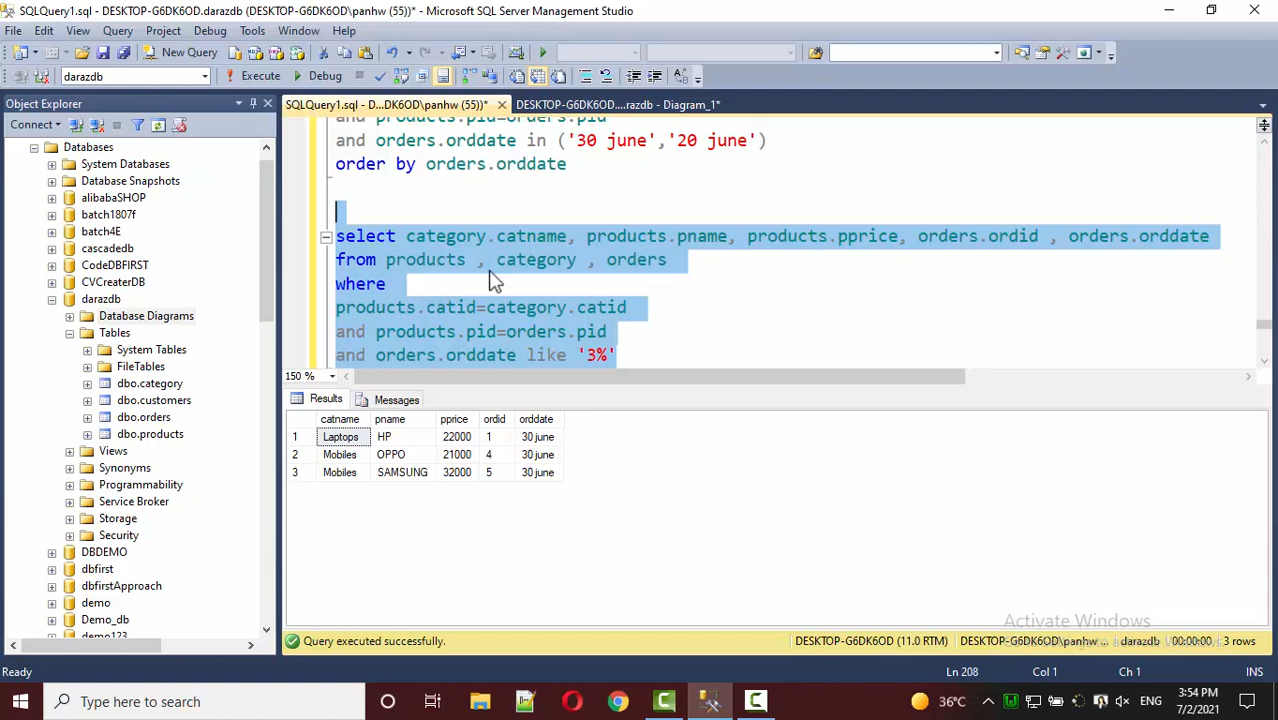 SQLQuery1.sql - DESKTOP-G6DK6OD.darazdb (DESKTOP-G6DK6OD\panhw (55))* - Microsoft SQL Server Management Studio
File Edit View Query Project Debug Tools Window Help
New Query
darazdb Execute Debug
Object Explorer
Connect
Databases
System Databases
Database Snapshots
alibabaSHOP
batch1807f
batch4E
cascadedb
CodeDBFIRST
CVCreaterDB
darazdb
Database Diagrams
Tables
System Tables
FileTables
dbo.category
dbo.customers
dbo.orders
dbo.products
Views
Synonyms
Programmability
Service Broker
Storage
Security
DBDEMO
dbfirst
dbfirstApproach
demo
Demo_db
demo123
SQLQuery1.sql - D...DK6OD\panhw (55))* DESKTOP-G6DK6OD....razdb - Diagram_1*
and products.pid=orders.pid
and orders.orddate in ('30 june','20 june')
order by orders.orddate
select category.catname, products.pname, products.pprice, orders.ordid , orders.orddate
from products , category , orders
where
products.catid=category.catid
and products.pid=orders.pid
and orders.orddate like '3%'
150 %
Results Messages
catname pname pprice ordid orddate
1 Laptops HP 22000 1 30 june
2 Mobiles OPPO 21000 4 30 june
3 Mobiles SAMSUNG 32000 5 30 june
Activate Windows
Query executed successfully. DESKTOP-G6DK6OD (11.0 RTM) DESKTOP-G6DK6OD\panhw ... darazdb 00:00:00 3 rows
Ready Ln 208 Col 1 Ch 1 INS
Type here to search 36°C ENG 3:54 PM
7/2/2021